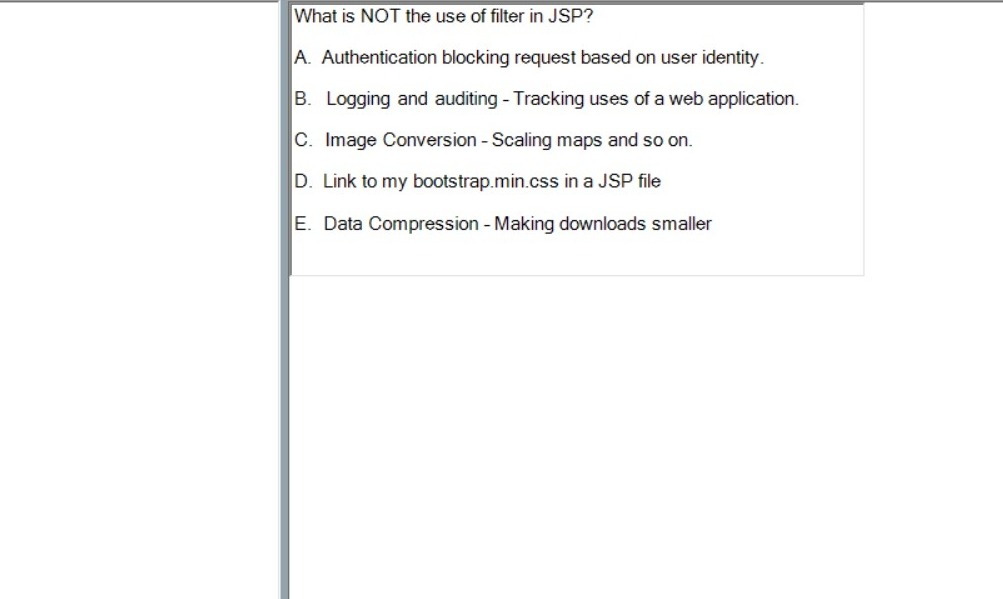 What is NOT the use of filter in JSP?
A. Authentication blocking request based on user identity.
B. Logging and auditing - Tracking uses of a web application.
C. Image Conversion - Scaling maps and so on.
D. Link to my bootstrap.min.css in a JSP file
E. Data Compression - Making downloads smaller